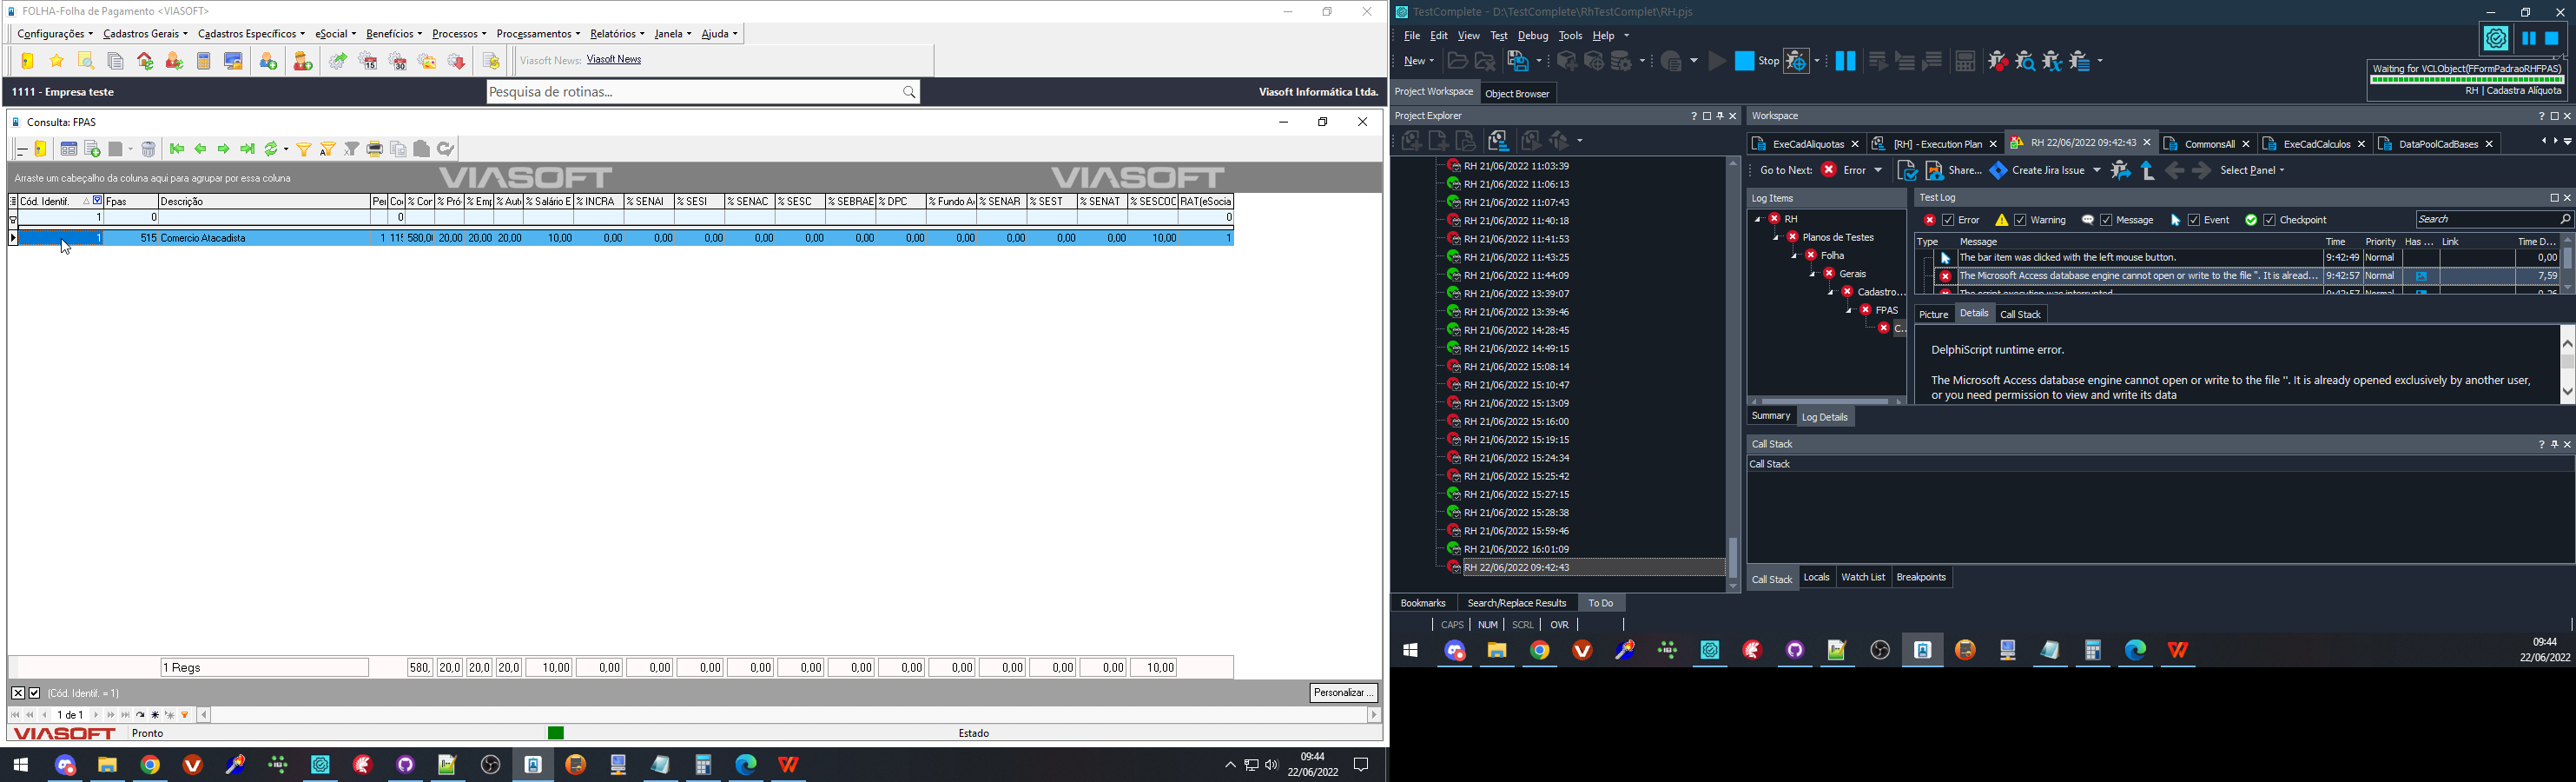 FOLHA-Folha de Pagamento <VIASOFT>
Configurações Cadastros Gerais Cadastros Específicos eSocial Benefícios Processos Processamentos Relatórios Janela Ajuda
15 30 Viasoft News: Viasoft News
1111 - Empresa teste Pesquisa de rotinas... Viasoft Informática Ltda.
Consulta: FPAS
Arraste um cabeçalho da coluna aqui para agrupar por essa coluna VIASOFT VIASOFT
Cód. Identif. Fpas Descrição % Salário E % INCRA % SENAI % SESI % SENAC % SESC % SEBRAE % DPC % Fundo A % SENAR % SEST % SENAT % SESCOC RAT(eSocia
1 0 0 0
1 515 Comercio Atacadista 1 115 580,0 20,00 20,00 20,00 10,00 0,00 0,00 0,00 0,00 0,00 0,00 0,00 0,00 0,00 0,00 0,00 10,00 1
1 Regs 580, 20,0 20,0 20,0 10,00 0,00 0,00 0,00 0,00 0,00 0,00 0,00 0,00 0,00 0,00 0,00 10,00
(Cód. Identif. = 1) Personalizar ...
1 de 1
VIASOFT Pronto Estado
09:44
22/06/2022
TestComplete - D:\TestComplete\RhTestComplet\RH.pjs
File Edit View Test Debug Tools Help
New Stop
Waiting for VCLObject(FFormPadraoRHFPAS)
RH | Cadastra Alíquota
Project Workspace Object Browser
Project Explorer
RH 21/06/2022 11:03:39
RH 21/06/2022 11:06:13
RH 21/06/2022 11:07:43
RH 21/06/2022 11:40:18
RH 21/06/2022 11:41:53
RH 21/06/2022 11:43:25
RH 21/06/2022 11:44:09
RH 21/06/2022 13:39:07
RH 21/06/2022 13:39:46
RH 21/06/2022 14:28:45
RH 21/06/2022 14:49:15
RH 21/06/2022 15:08:14
RH 21/06/2022 15:10:47
RH 21/06/2022 15:13:09
RH 21/06/2022 15:16:00
RH 21/06/2022 15:19:15
RH 21/06/2022 15:24:34
RH 21/06/2022 15:25:42
RH 21/06/2022 15:27:15
RH 21/06/2022 15:28:38
RH 21/06/2022 15:59:46
RH 21/06/2022 16:01:09
RH 22/06/2022 09:42:43
Bookmarks Search/Replace Results To Do
CAPS NUM SCRL OVR
Workspace
ExeCadAliquotas [RH] - Execution Plan RH 22/06/2022 09:42:43 CommonsAll ExeCadCalculos DataPoolCadBases
Go to Next: Error Share... Create Jira Issue Select Panel
Log Items
RH
Planos de Testes
Folha
Gerais
Cadastro...
FPAS
C...
Summary Log Details
Test Log
Error Warning Message Event Checkpoint Search
Type Message Time Priority Has ... Link Time D...
The bar item was clicked with the left mouse button. 9:42:49 Normal 0,00
The Microsoft Access database engine cannot open or write to the file ''. It is alread... 9:42:57 Normal 7,59
The script execution was interrupted 9:42:57 Normal 0,26
Picture Details Call Stack
DelphiScript runtime error.
The Microsoft Access database engine cannot open or write to the file ''. It is already opened exclusively by another user,
or you need permission to view and write its data
Call Stack
Call Stack
Call Stack Locals Watch List Breakpoints
09:44
22/06/2022